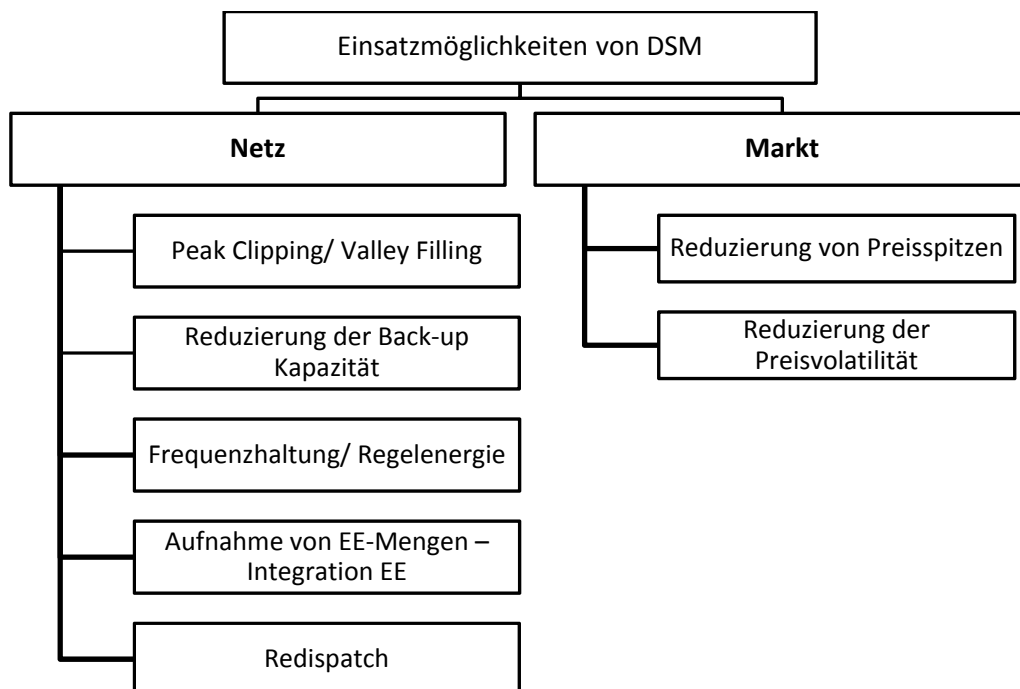 Einsatzmöglichkeiten von DSM
Netz
Peak Clipping/ Valley Filling
Reduzierung der Back-up
Kapazität
Frequenzhaltung/ Regelenergie
Aufnahme von EE-Mengen –
Integration EE
Redispatch
Markt
Reduzierung von Preisspitzen
Reduzierung der
Preisvolatilität